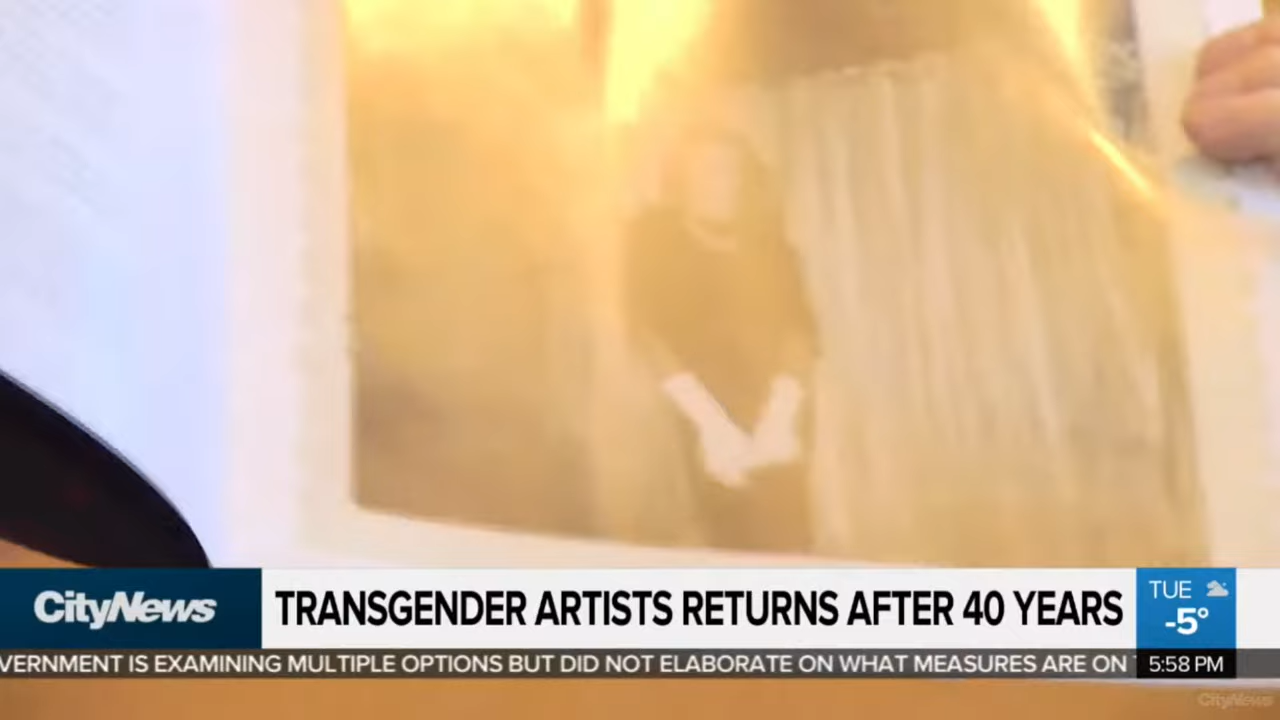 CityNews
TRANSGENDER ARTISTS RETURNS AFTER 40 YEARS
TUE
-5°
VERNMENT IS EXAMINING MULTIPLE OPTIONS BUT DID NOT ELABORATE ON WHAT MEASURES ARE ON
5:58 PM
CityNews